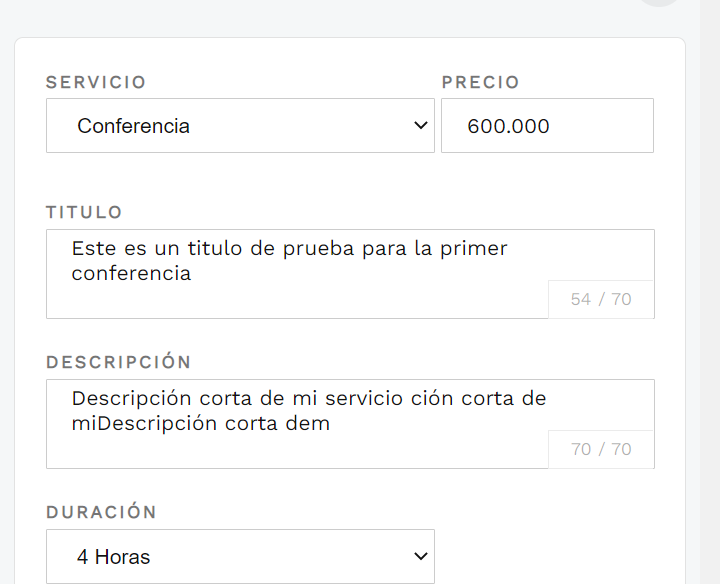 SERVICIO
PRECIO
Conferencia
600.000
TITULO
Este es un titulo de prueba para la primer
conferencia
54 / 70
DESCRIPCIÓN
Descripción corta de mi servicio ción corta de
miDescripción corta dem
70 / 70
DURACIÓN
4 Horas